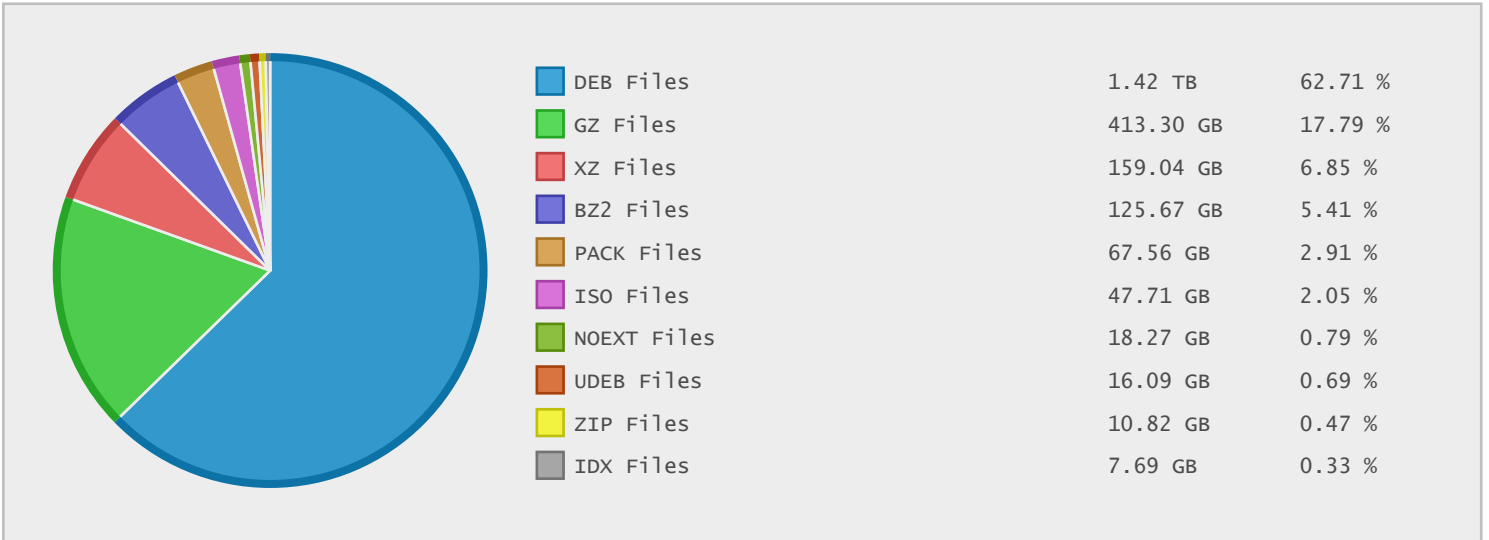 DEB Files 1.42 TB 62.71 %
GZ Files 413.30 GB 17.79 %
XZ Files 159.04 GB 6.85 %
BZ2 Files 125.67 GB 5.41 %
PACK Files 67.56 GB 2.91 %
ISO Files 47.71 GB 2.05 %
NOEXT Files 18.27 GB 0.79 %
UDEB Files 16.09 GB 0.69 %
ZIP Files 10.82 GB 0.47 %
IDX Files 7.69 GB 0.33 %